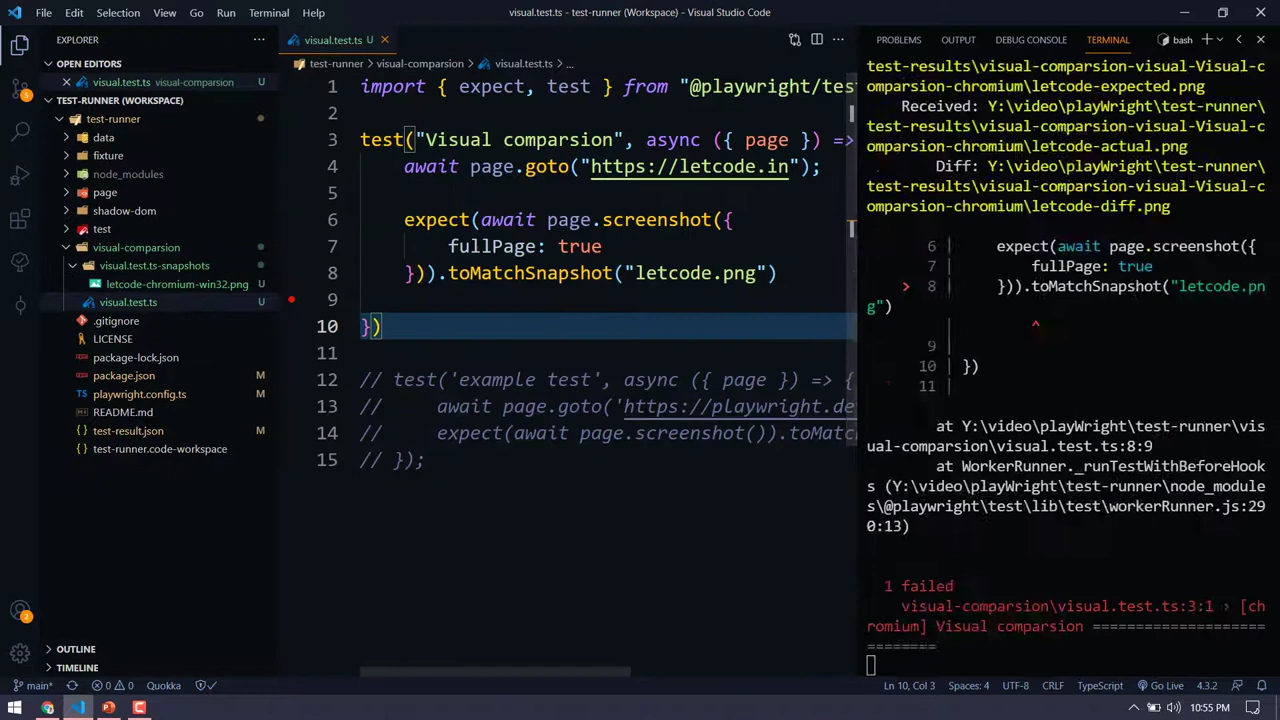 File Edit Selection View Go Run Terminal Help
visual.test.ts - test-runner (Workspace) - Visual Studio Code
EXPLORER
OPEN EDITORS
visual.test.ts visual-comparsion U
TEST-RUNNER (WORKSPACE)
test-runner
data
fixture
node_modules
page
shadow-dom
test
visual-comparsion
visual.test.ts-snapshots
letcode-chromium-win32.png U
visual.test.ts U
.gitignore
LICENSE
package-lock.json
package.json M
playwright.config.ts M
README.md
test-result.json M
test-runner.code-workspace
OUTLINE
TIMELINE
5
2
visual.test.ts U
test-runner > visual-comparsion > visual.test.ts > ...
1 import { expect, test } from "@playwright/tes
2
3 test("Visual comparsion", async ({ page }) =>
4 await page.goto("https://letcode.in");
5
6 expect(await page.screenshot({
7 fullPage: true
8 })).toMatchSnapshot("letcode.png")
9
10 })
11
12 // test('example test', async ({ page }) => {
13 // await page.goto('https://playwright.de
14 // expect(await page.screenshot()).toMatc
15 // });
PROBLEMS OUTPUT DEBUG CONSOLE TERMINAL bash
test-results\visual-comparsion-visual-Visual-c
omparsion-chromium\letcode-expected.png
Received: Y:\video\playWright\test-runner\
test-results\visual-comparsion-visual-Visual-c
omparsion-chromium\letcode-actual.png
Diff: Y:\video\playWright\test-runner\
test-results\visual-comparsion-visual-Visual-c
omparsion-chromium\letcode-diff.png
6 | expect(await page.screenshot({
7 | fullPage: true
> 8 | })).toMatchSnapshot("letcode.pn
g")
| ^
9 |
10 | })
11 |
at Y:\video\playWright\test-runner\vis
ual-comparsion\visual.test.ts:8:9
at WorkerRunner._runTestWithBeforeHook
s (Y:\video\playWright\test-runner\node_module
s\@playwright\test\lib\test\workerRunner.js:29
0:13)
1 failed
visual-comparsion\visual.test.ts:3:1 › [ch
romium] Visual comparsion ======================
========
main* 0 0 Quokka
Ln 10, Col 3 Spaces: 4 UTF-8 CRLF TypeScript Go Live 4.3.2
10:55 PM